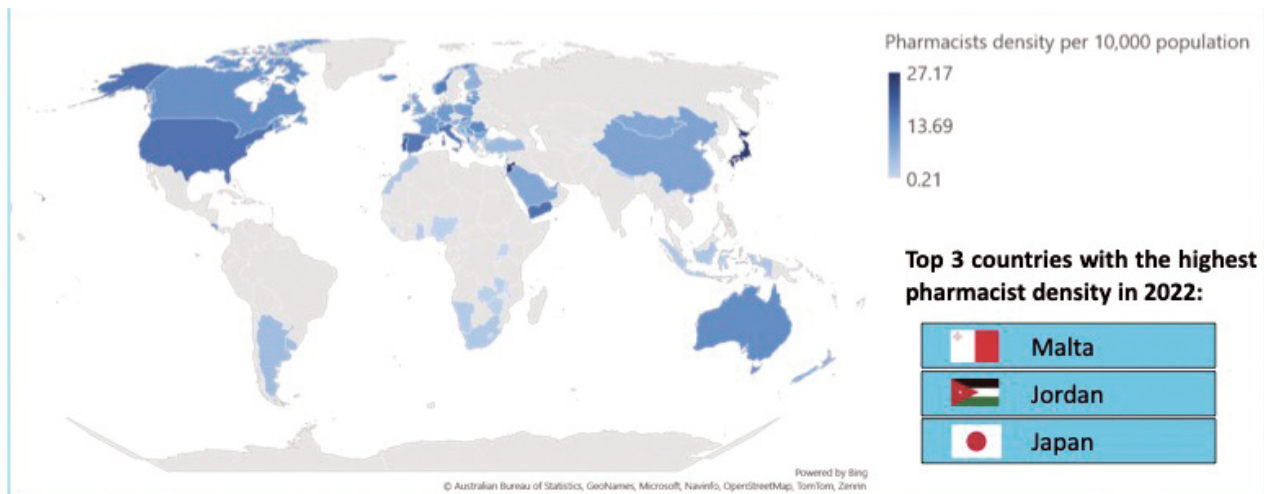 Pharmacists density per 10,000 population
27.17
13.69
0.21
Top 3 countries with the highest
pharmacist density in 2022:
Malta
Jordan
Japan
Powered by Bing
© Australian Bureau of Statistics, GeoNames, Microsoft, Navinfo, OpenStreetMap, TomTom, Zenrin